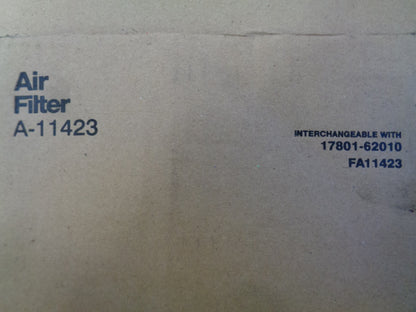 Air
Filter
A-11423
INTERCHANGEABLE WITH
17801-62010
FA11423